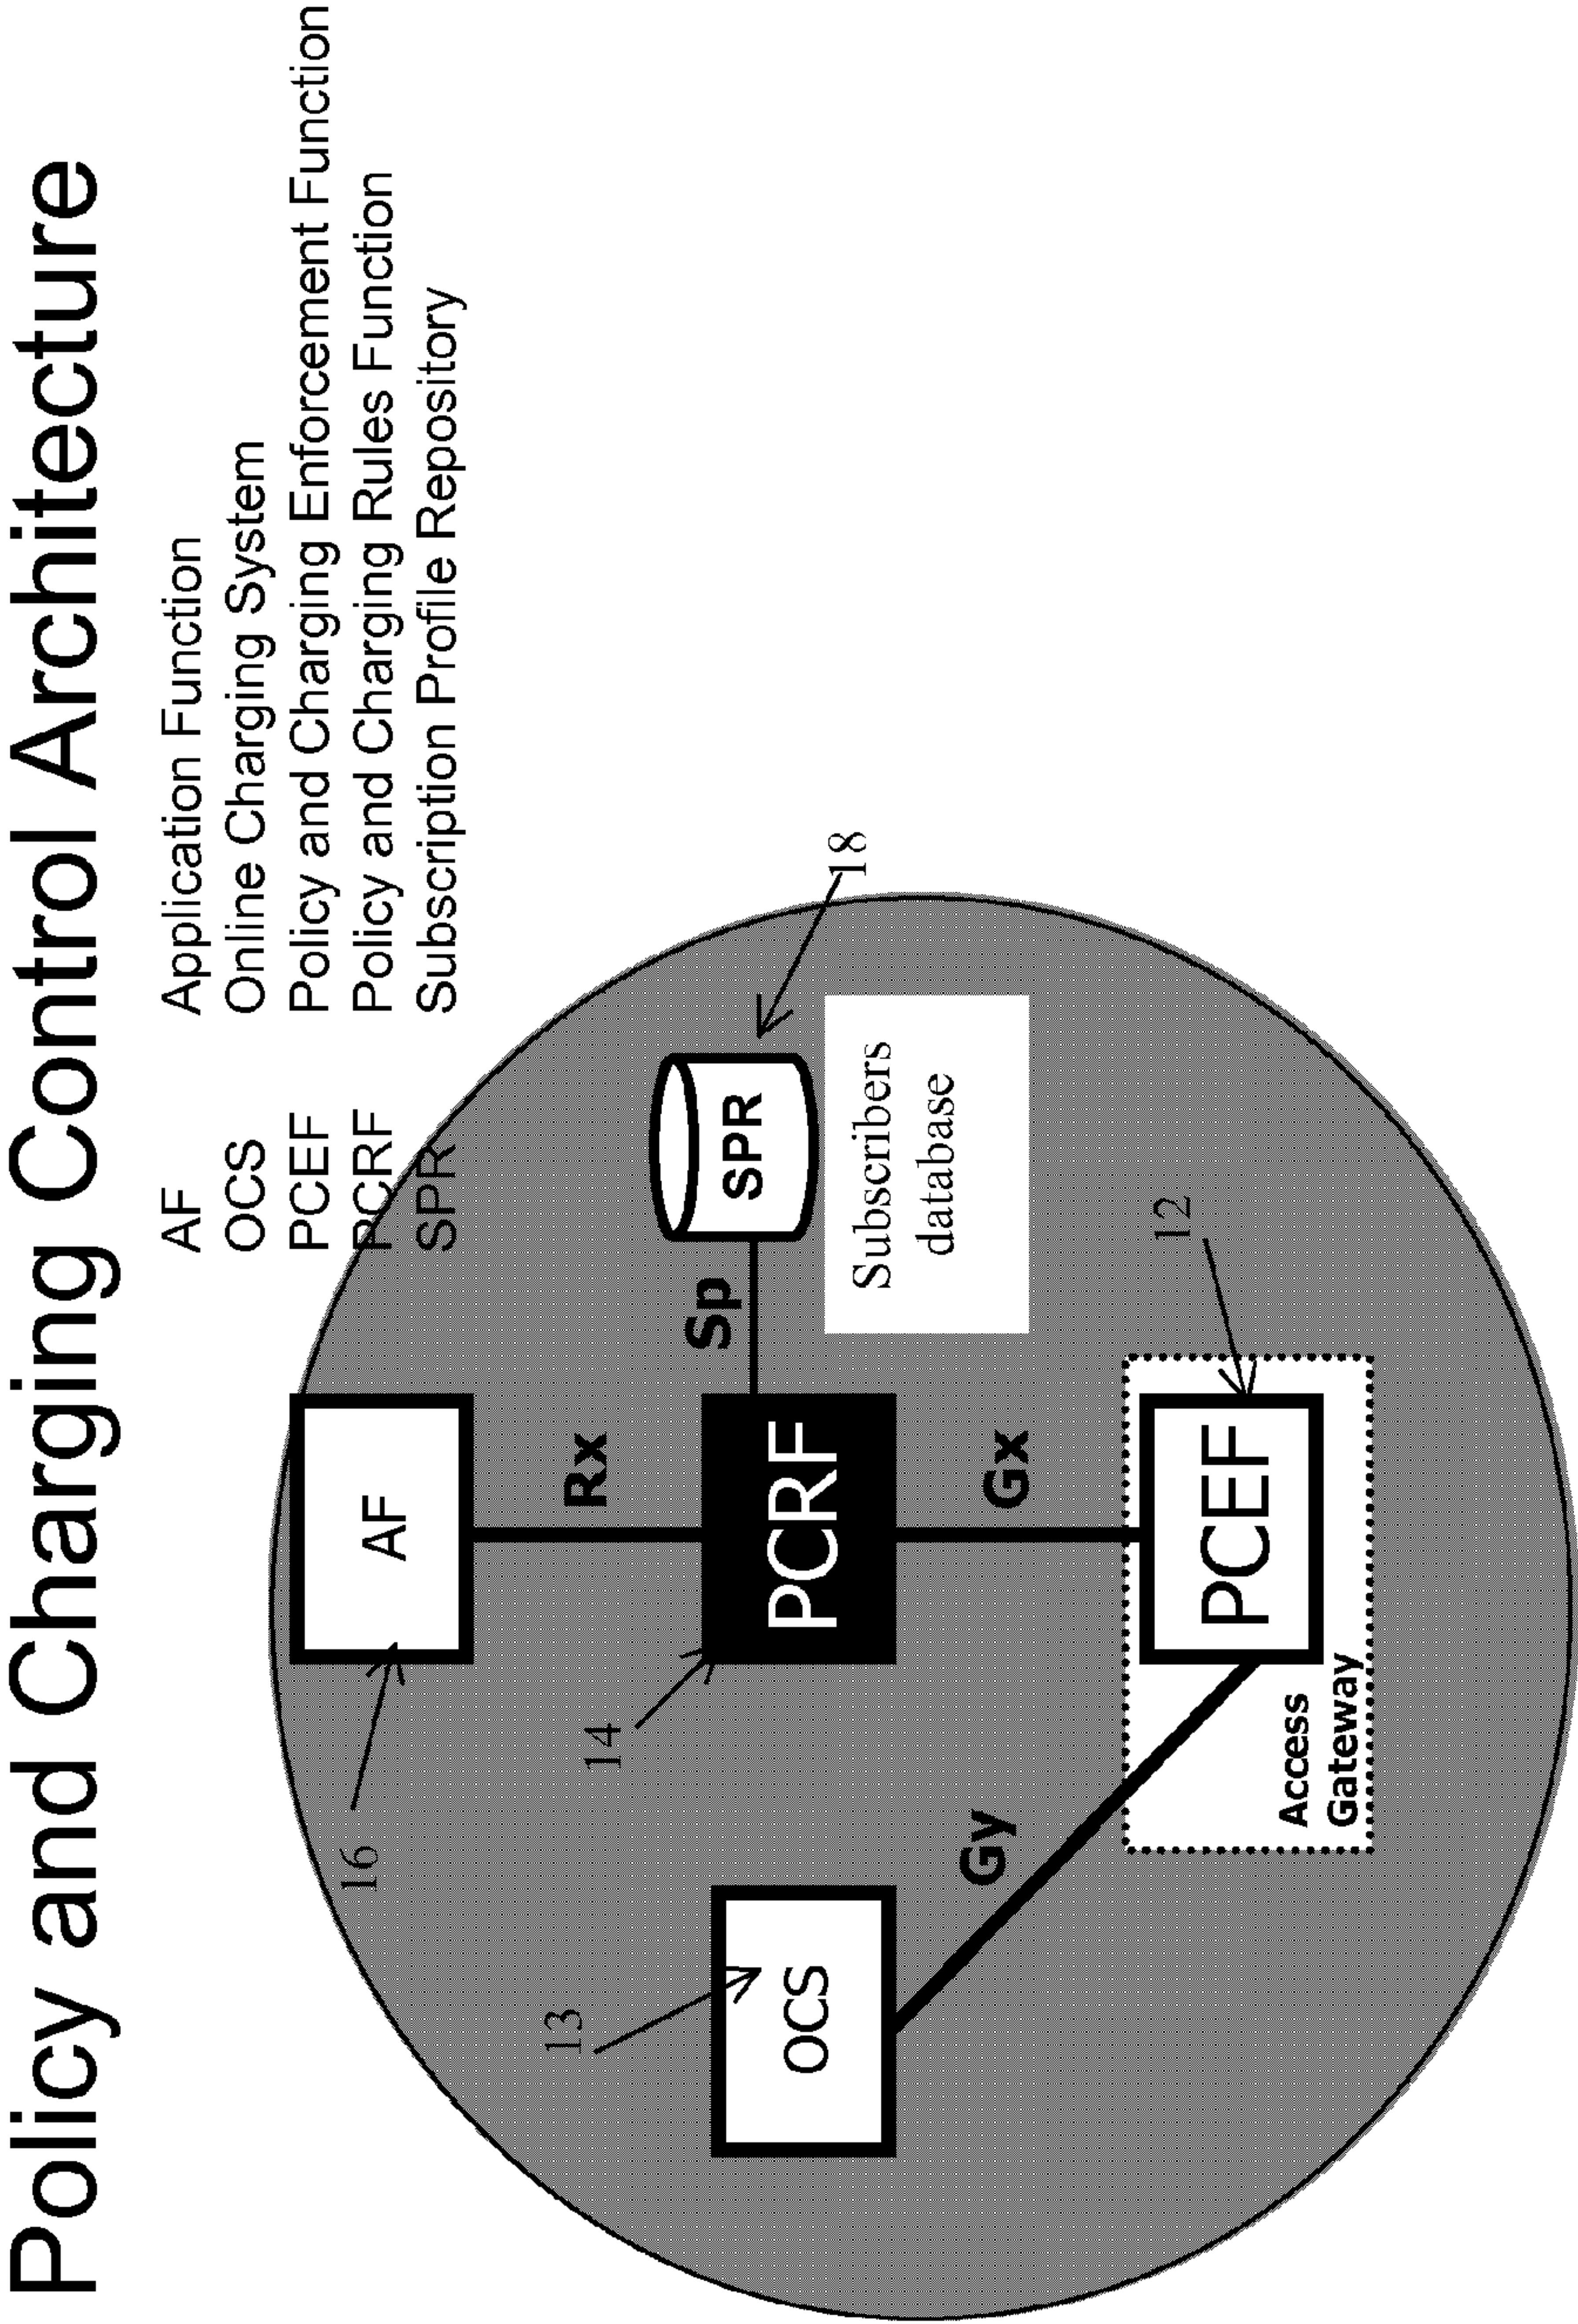 Policy and Charging Control Architecture
AF Application Function
OCS Online Charging System
PCEF Policy and Charging Enforcement Function
PCRF Policy and Charging Rules Function
SPR Subscription Profile Repository
16
AF
Rx
18
13
14
Sp
OCS
PCRF
SPR
Subscribers
database
Gy
Gx
12
PCEF
Access
Gateway